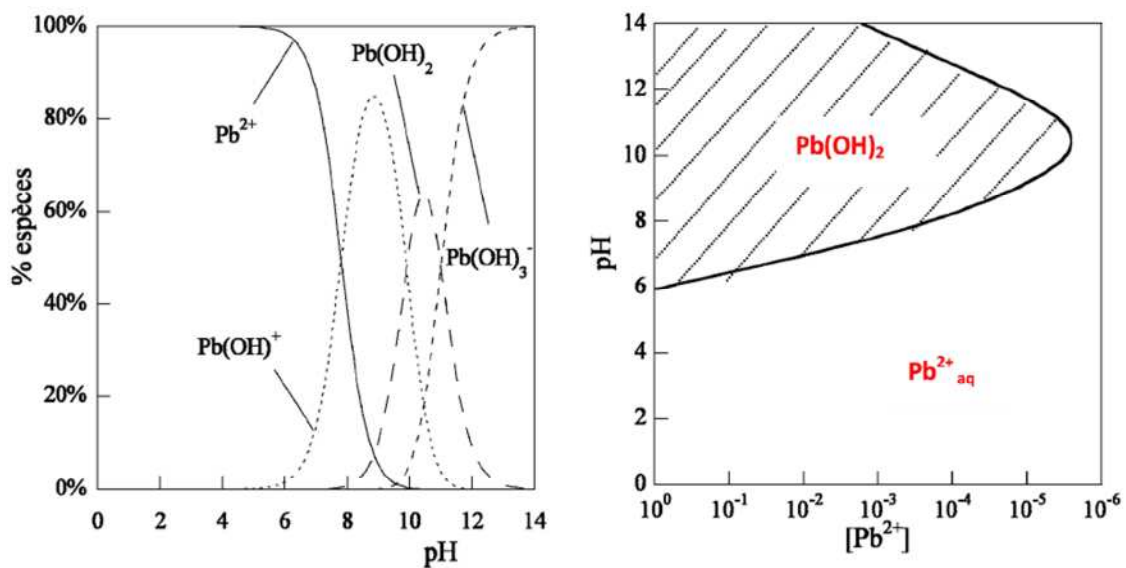 100%
80%
60%
40%
20%
0%
% espèces
0 2 4 6 8 10 12 14
pH
Pb²⁺
Pb(OH)₂
Pb(OH)₃⁻
Pb(OH)⁺
14
12
10
8
6
4
2
0
pH
10⁰ 10⁻¹ 10⁻² 10⁻³ 10⁻⁴ 10⁻⁵ 10⁻⁶
[Pb²⁺]
Pb(OH)₂
Pb²⁺aq